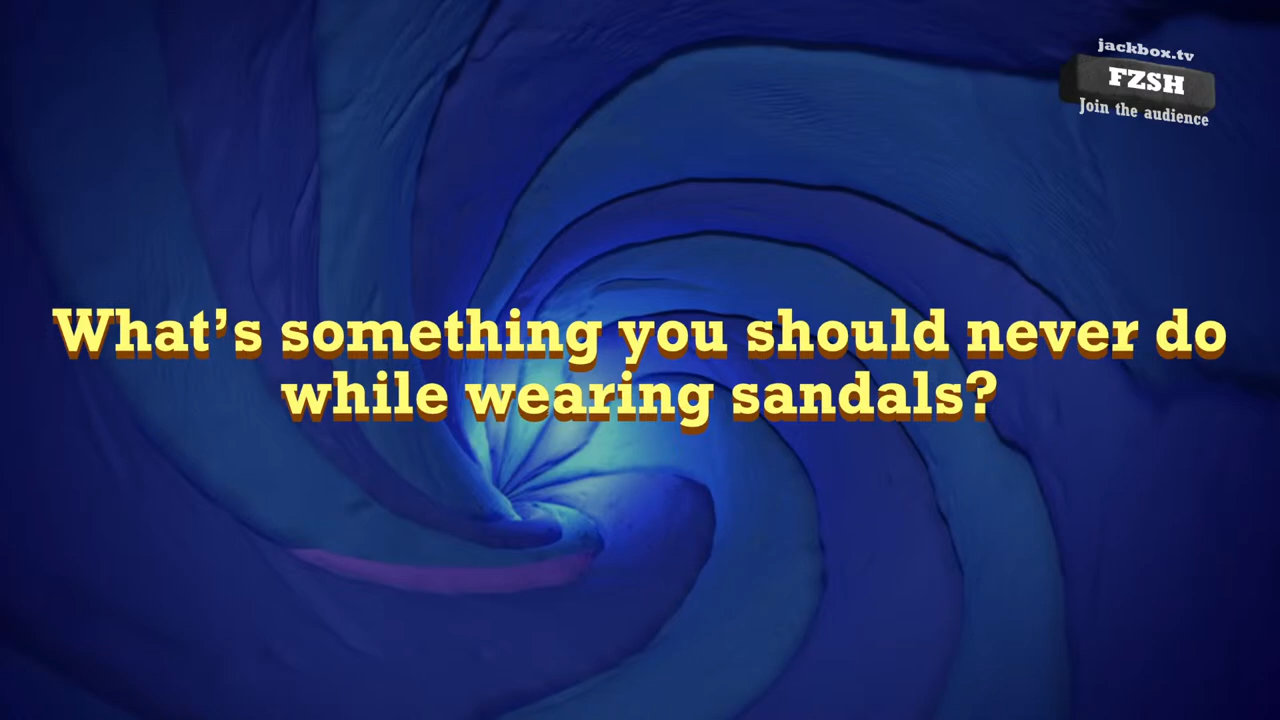 jackbox.tv
FZSH
Join the audience
What's something you should never do
while wearing sandals?